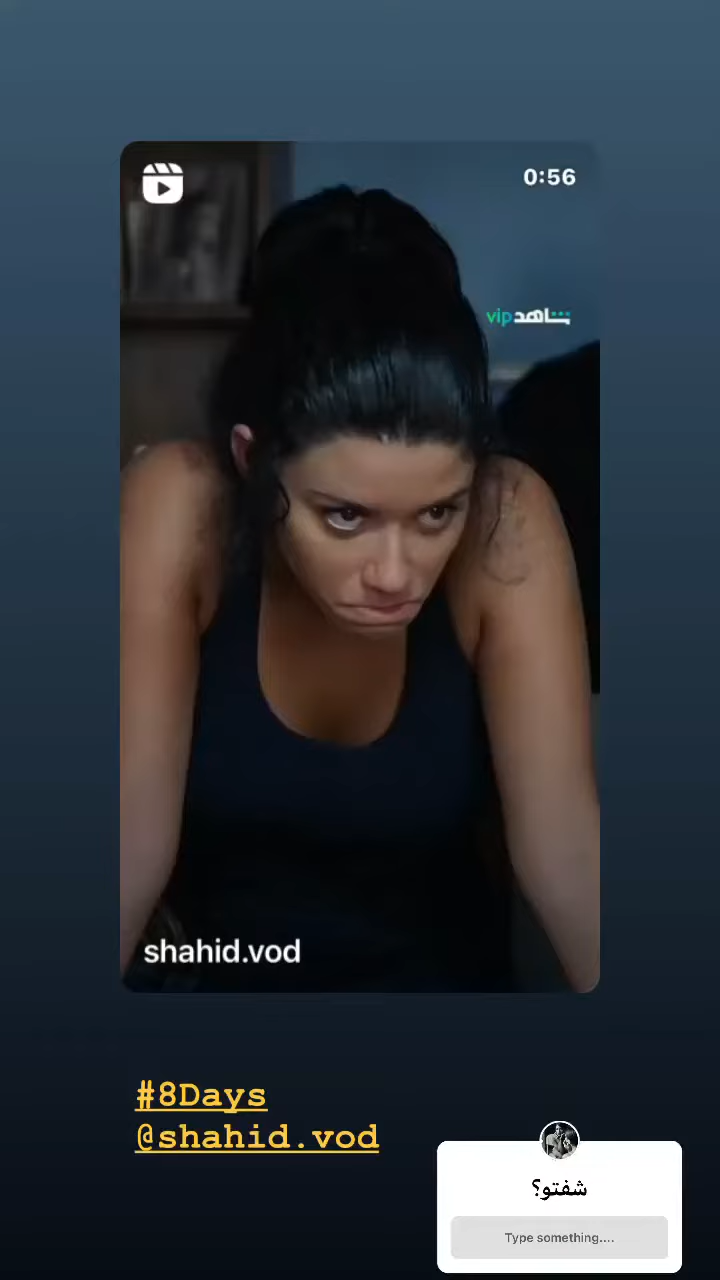 0:56
شاهد vip
shahid.vod
#8Days
@shahid.vod
شفتو؟
Type something....